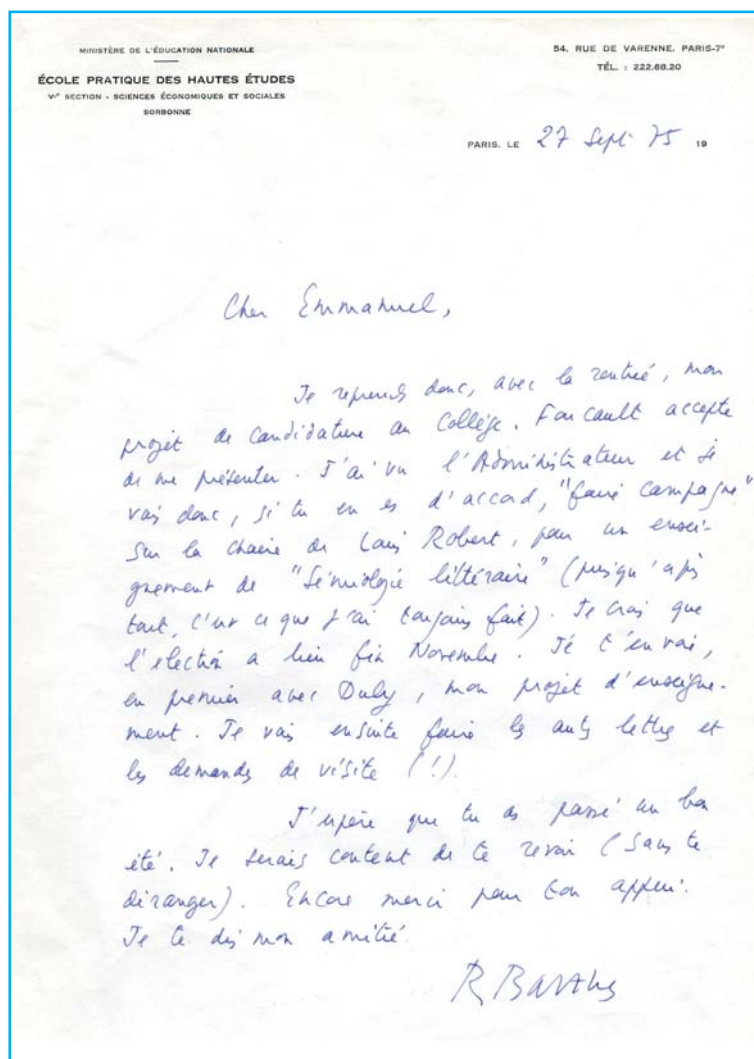 MINISTÈRE DE L'ÉDUCATION NATIONALE
ÉCOLE PRATIQUE DES HAUTES ÉTUDES
VIe SECTION - SCIENCES ÉCONOMIQUES ET SOCIALES
SORBONNE
54, RUE DE VARENNE, PARIS-7e
TÉL. : 222.68.20
PARIS, LE 27 Sept 75 19
Cher Emmanuel,
Je reprends donc, avec la rentrée, mon
projet de candidature au Collège. Foucault accepte
de me présenter. J'ai vu l'Administrateur et je
vais donc, si tu en es d'accord, "faire campagne"
sur la chaire de Louis Robert, pour un ensei-
gnement de "Sémiologie littéraire" (puisqu'après
tout, c'est ce que j'ai toujours fait). Je crois que
l'élection a lieu fin Novembre. Je t'envoie,
en premier avec Duby, mon projet d'enseigne-
ment. Je vais ensuite faire les autres lettres et
les demandes de visite (!).
J'espère que tu as passé un bon
été. Je serais content de te revoir (sans te
déranger). Encore merci pour ton appui.
Je te dis mon amitié.
R Barthes